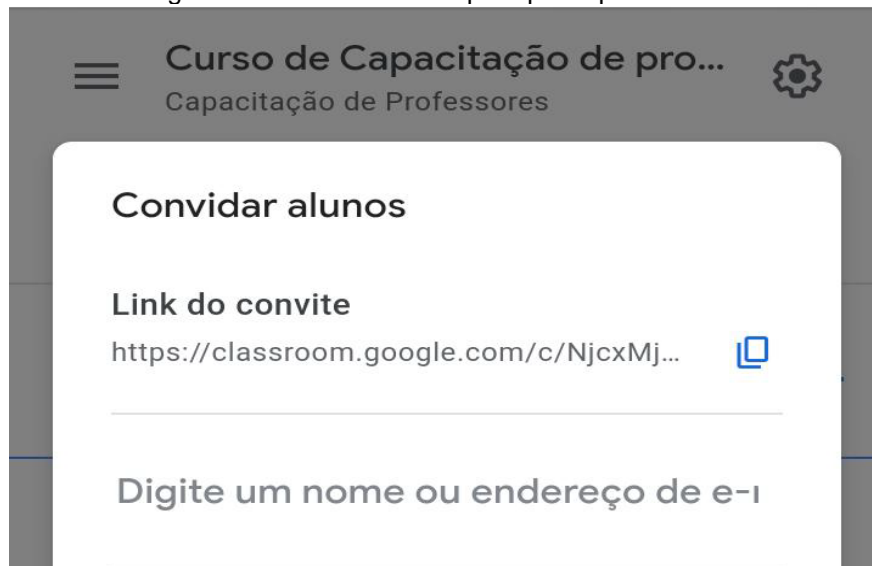 Curso de Capacitação de pro...
Capacitação de Professores
Convidar alunos
Link do convite
https://classroom.google.com/c/NjcxMj...
Digite um nome ou endereço de